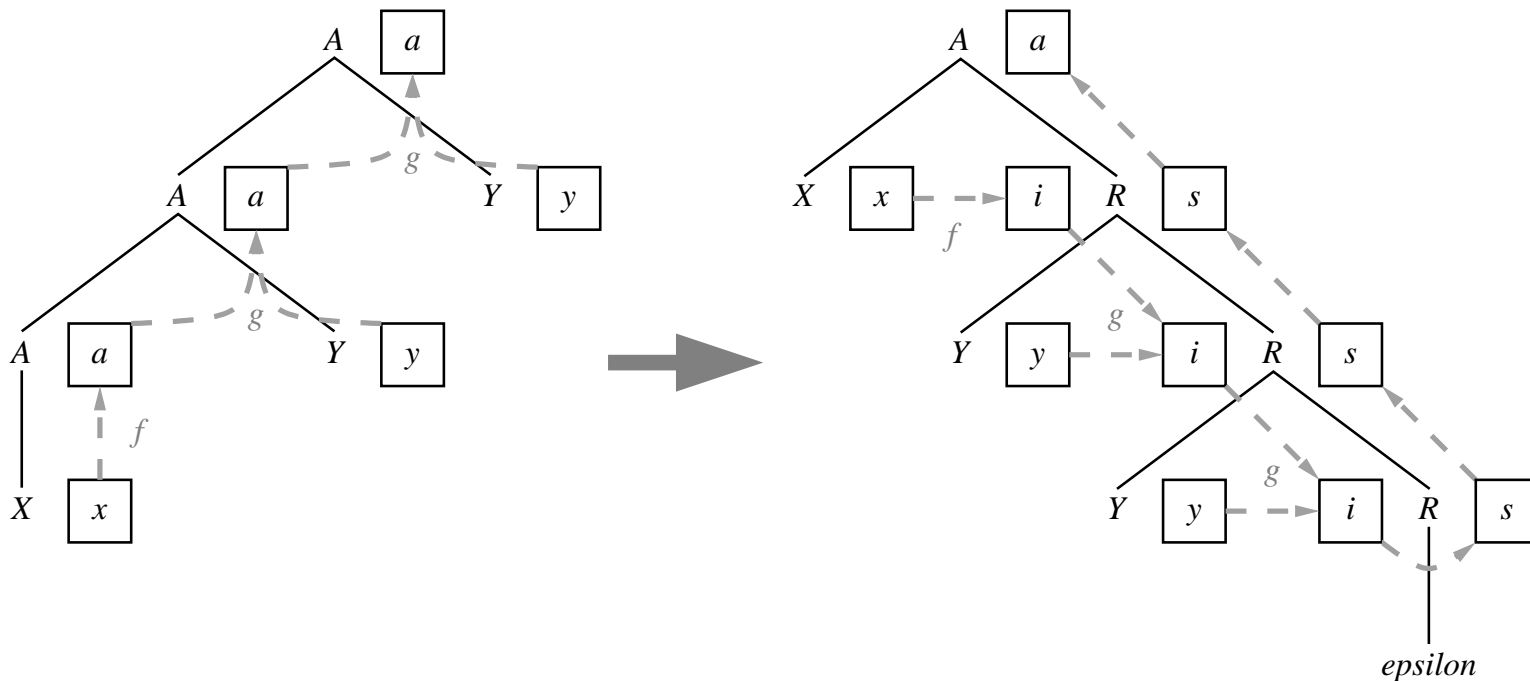 A a A a
g
A a Y y X x i R s
f
g
A a Y y Y y i R s
f
g
X x Y y i R s
epsilon